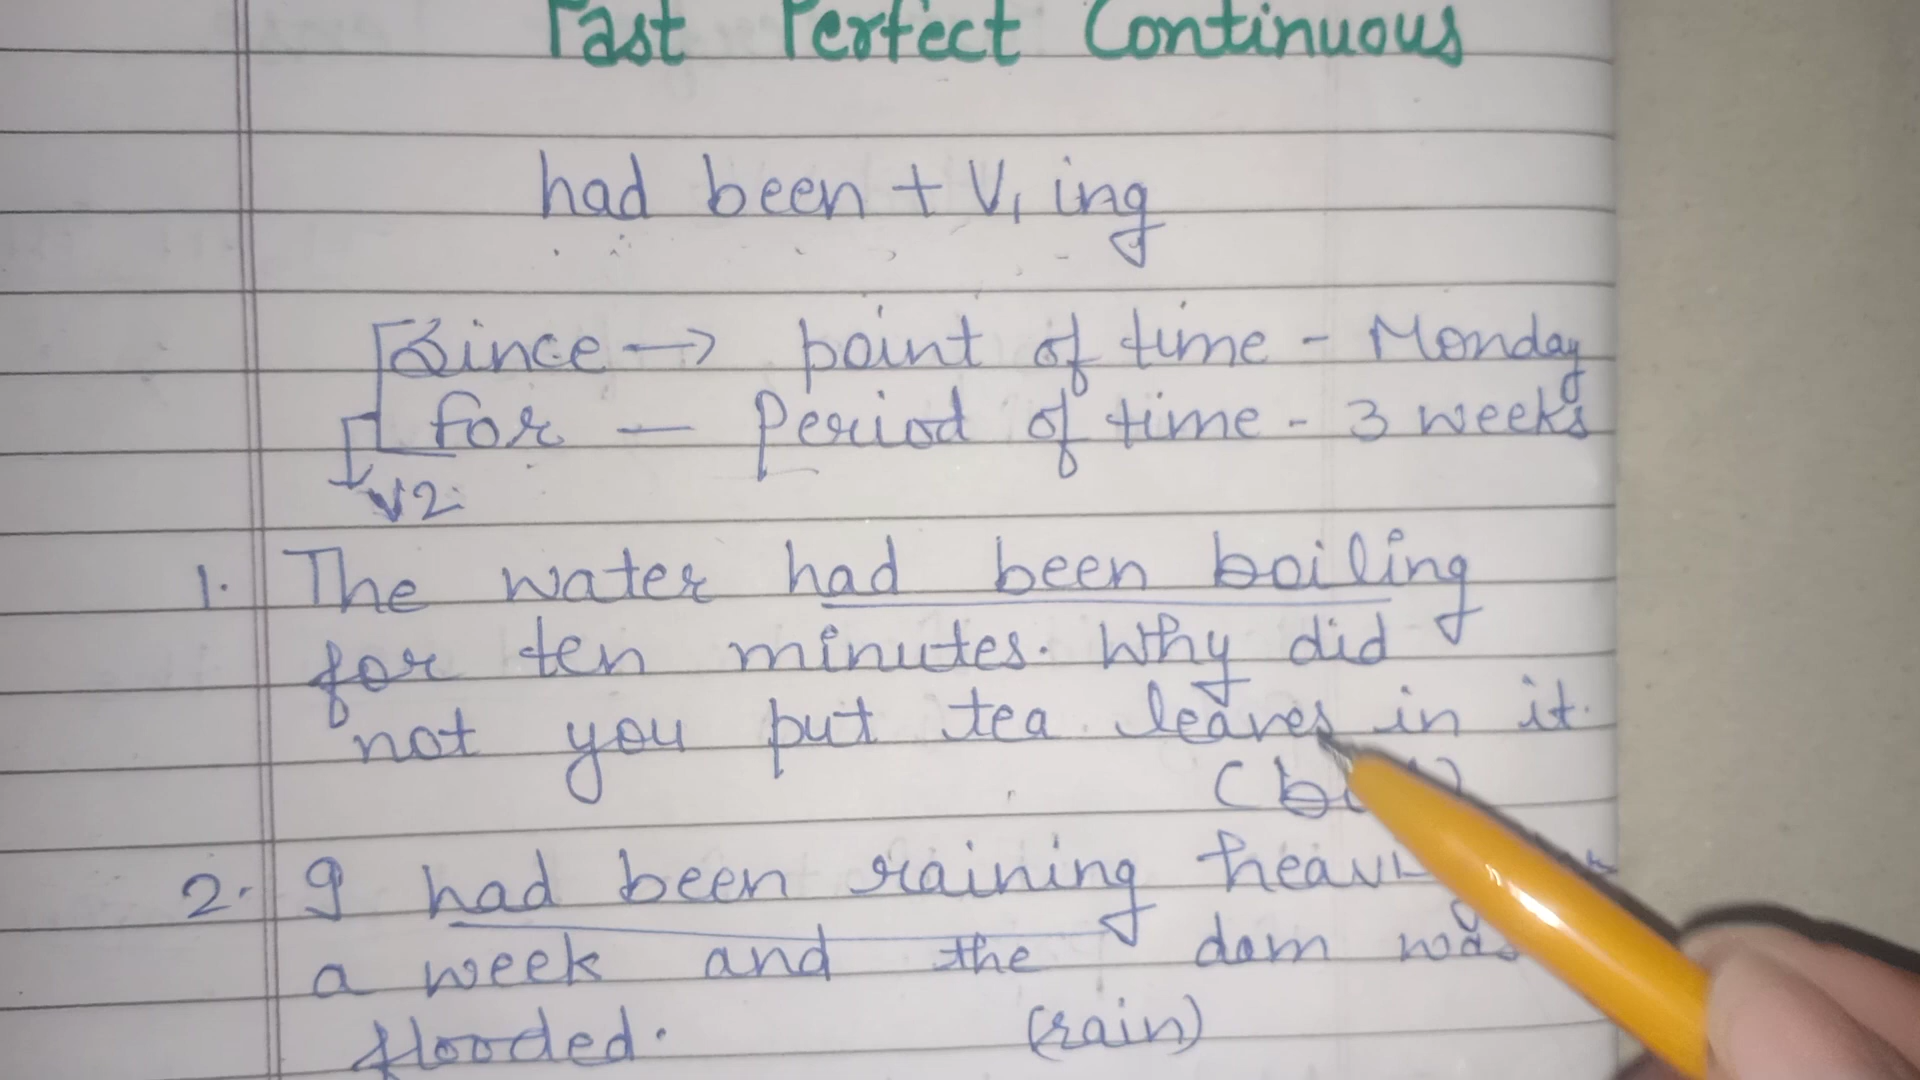 Past Perfect Continuous
had been + V1 ing
Since → point of time - Monday
for — Period of time - 3 weeks
V2
1. The water had been boiling
for ten minutes. Why did
not you put tea leaves in it.
2. I had been raining
a week and the dam was
flooded. (rain)